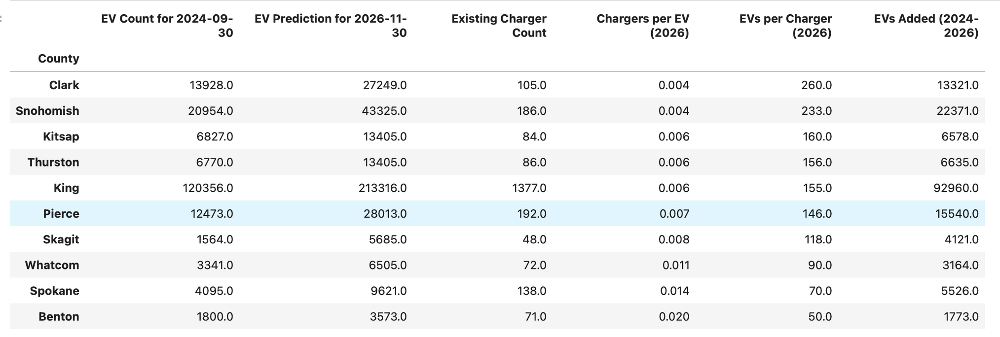 EV Count for 2024-09-30 EV Prediction for 2026-11-30 Existing Charger Count Chargers per EV (2026) EVs per Charger (2026) EVs Added (2024-2026)
County
Clark 13928.0 27249.0 105.0 0.004 260.0 13321.0
Snohomish 20954.0 43325.0 186.0 0.004 233.0 22371.0
Kitsap 6827.0 13405.0 84.0 0.006 160.0 6578.0
Thurston 6770.0 13405.0 86.0 0.006 156.0 6635.0
King 120356.0 213316.0 1377.0 0.006 155.0 92960.0
Pierce 12473.0 28013.0 192.0 0.007 146.0 15540.0
Skagit 1564.0 5685.0 48.0 0.008 118.0 4121.0
Whatcom 3341.0 6505.0 72.0 0.011 90.0 3164.0
Spokane 4095.0 9621.0 138.0 0.014 70.0 5526.0
Benton 1800.0 3573.0 71.0 0.020 50.0 1773.0